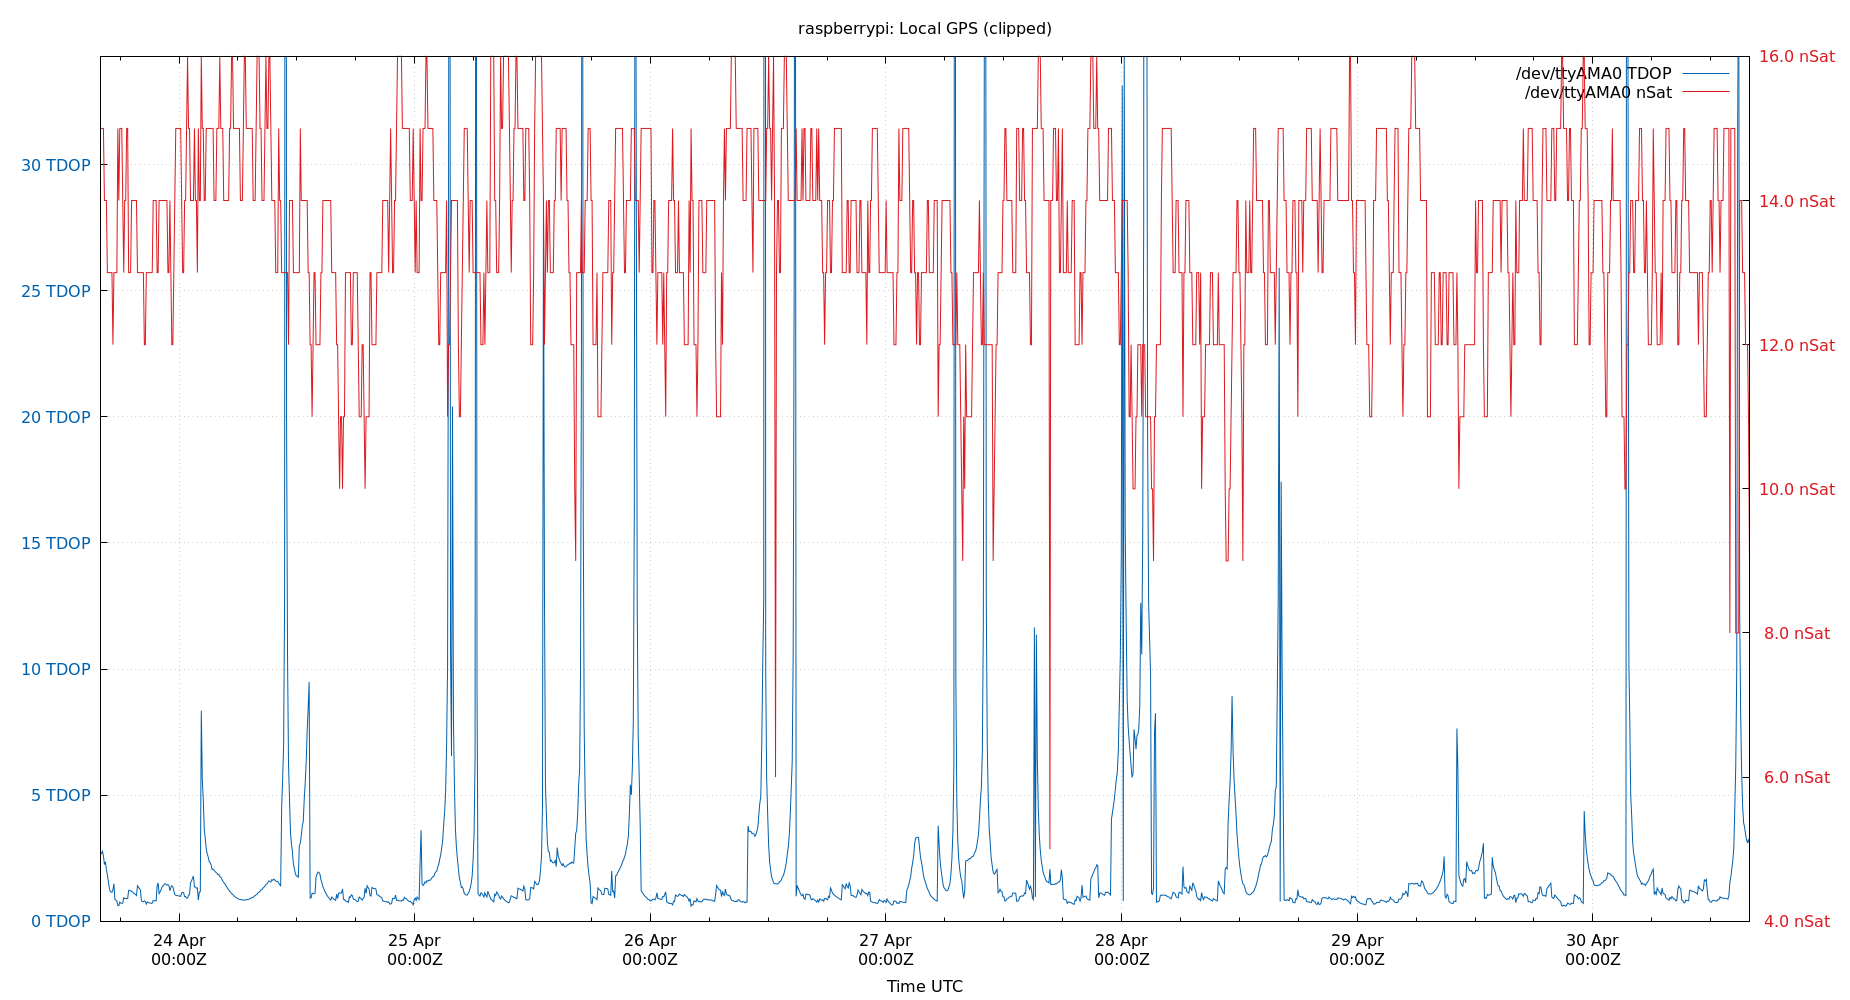 raspberrypi: Local GPS (clipped)
/dev/ttyAMA0 TDOP
/dev/ttyAMA0 nSat
30 TDOP
25 TDOP
20 TDOP
15 TDOP
10 TDOP
5 TDOP
0 TDOP
16.0 nSat
14.0 nSat
12.0 nSat
10.0 nSat
8.0 nSat
6.0 nSat
4.0 nSat
24 Apr
00:00Z
25 Apr
00:00Z
26 Apr
00:00Z
27 Apr
00:00Z
28 Apr
00:00Z
29 Apr
00:00Z
30 Apr
00:00Z
Time UTC